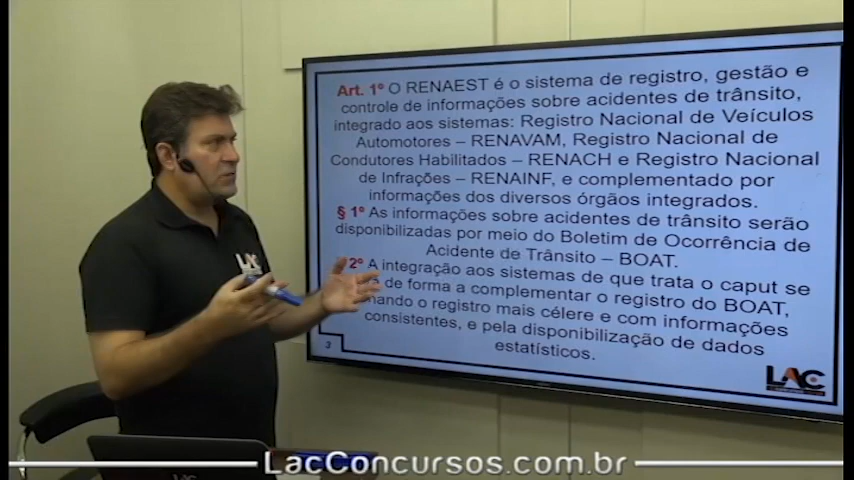 Art. 1º O RENAEST é o sistema de registro, gestão e
controle de informações sobre acidentes de trânsito,
integrado aos sistemas: Registro Nacional de Veículos
Automotores – RENAVAM, Registro Nacional de
Condutores Habilitados – RENACH e Registro Nacional
de Infrações – RENAINF, e complementado por
informações dos diversos órgãos integrados.
§ 1º As informações sobre acidentes de trânsito serão
disponibilizadas por meio do Boletim de Ocorrência de
Acidente de Trânsito – BOAT.
2º A integração aos sistemas de que trata o caput se
de forma a complementar o registro do BOAT,
o registro mais célere e com informações
consistentes, e pela disponibilização de dados
estatísticos.
3
LAC
LAC
LacConcursos.com.br